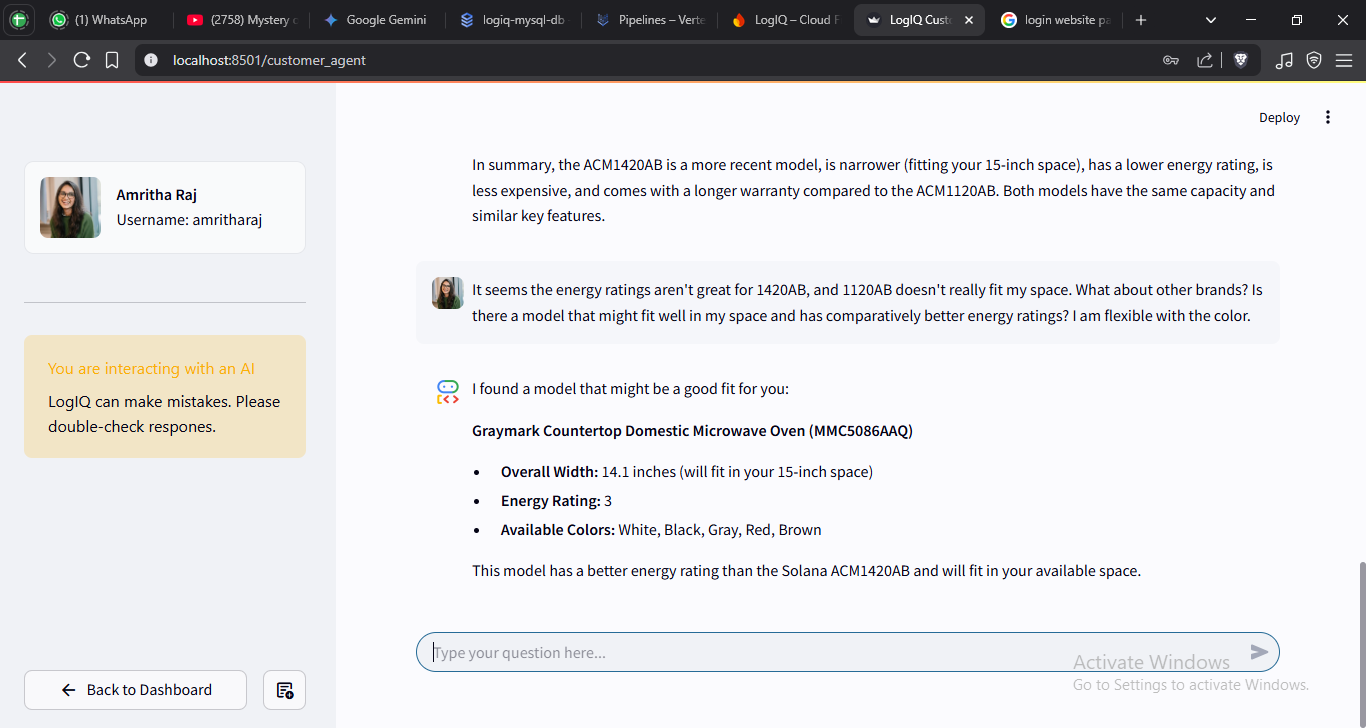 (1) WhatsApp
(2758) Mystery
Google Gemini
logiq-mysql-db
Pipelines – Verte
LogIQ – Cloud F
LogIQ Cust
login website pa
localhost:8501/customer_agent
Deploy
Amritha Raj
Username: amritharaj
You are interacting with an AI
LogIQ can make mistakes. Please
double-check respones.
Back to Dashboard
In summary, the ACM1420AB is a more recent model, is narrower (fitting your 15-inch space), has a lower energy rating, is
less expensive, and comes with a longer warranty compared to the ACM1120AB. Both models have the same capacity and
similar key features.
It seems the energy ratings aren't great for 1420AB, and 1120AB doesn't really fit my space. What about other brands? Is
there a model that might fit well in my space and has comparatively better energy ratings? I am flexible with the color.
I found a model that might be a good fit for you:
Graymark Countertop Domestic Microwave Oven (MMC5086AAQ)
• Overall Width: 14.1 inches (will fit in your 15-inch space)
• Energy Rating: 3
• Available Colors: White, Black, Gray, Red, Brown
This model has a better energy rating than the Solana ACM1420AB and will fit in your available space.
Type your question here...
Activate Windows
Go to Settings to activate Windows.